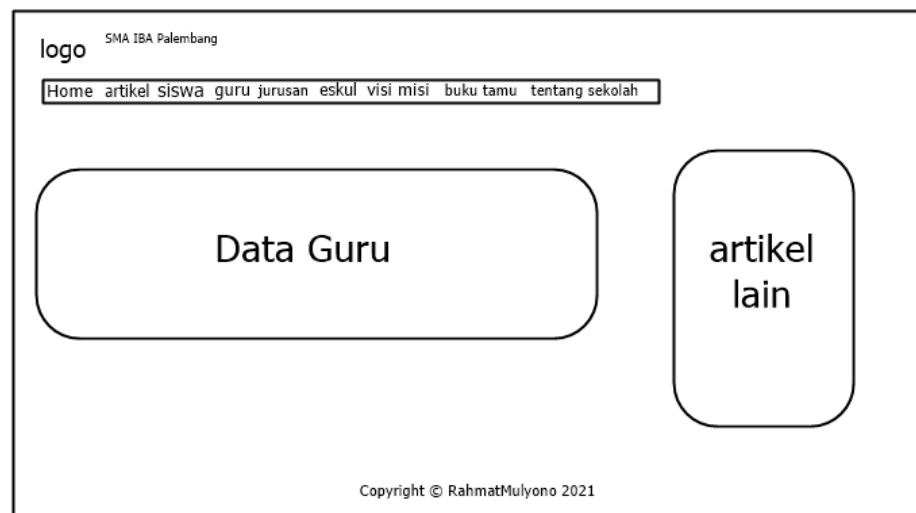 logo
SMA IBA Palembang
Home artikel siswa guru jurusan eskul visi misi buku tamu tentang sekolah
Data Guru
artikel
lain
Copyright © RahmatMulyono 2021